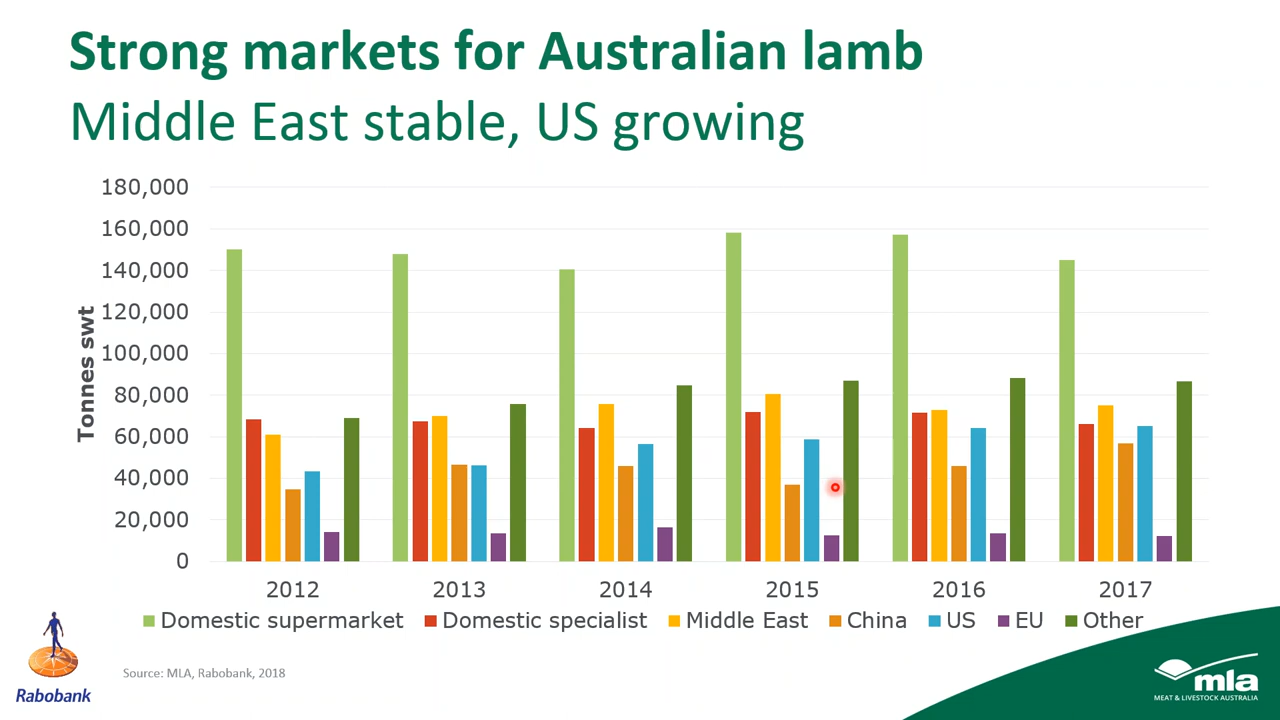 Strong markets for Australian lamb
Middle East stable, US growing
180,000
160,000
140,000
120,000
100,000
80,000
60,000
40,000
20,000
0
Tonnes swt
2012 2013 2014 2015 2016 2017
Domestic supermarket Domestic specialist Middle East China US EU Other
Source: MLA, Rabobank, 2018
Rabobank
mla
MEAT & LIVESTOCK AUSTRALIA